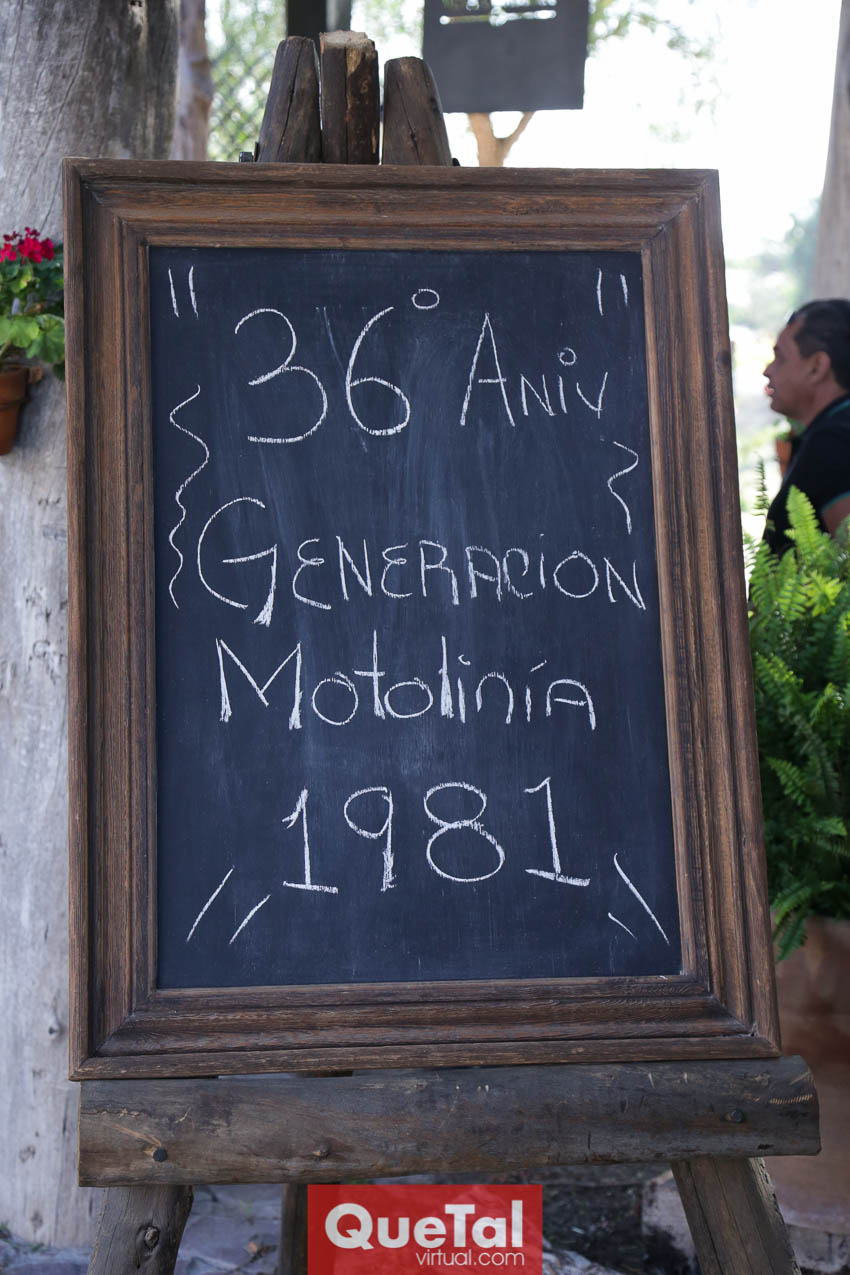 " 36° Aniv "
Generacion
Motolinía
1981
QueTal
virtual.com